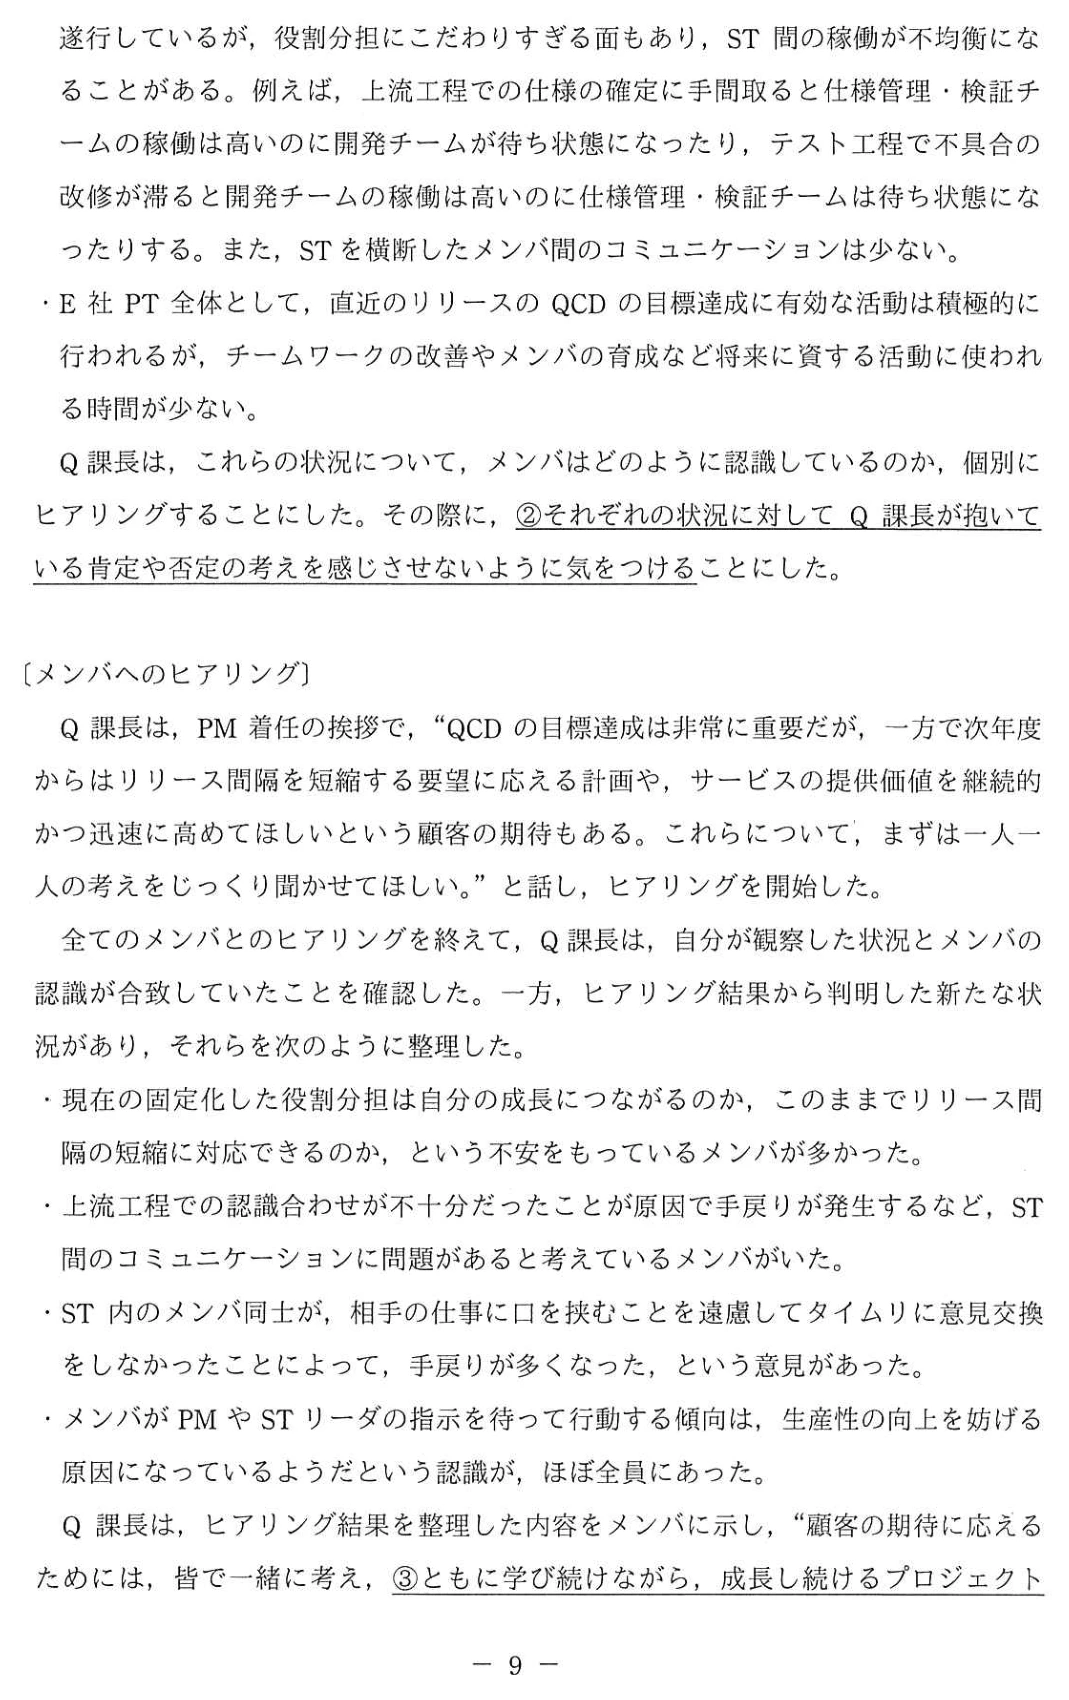 遂行しているが，役割分担にこだわりすぎる面もあり，ST 間の稼働が不均衡にな
ることがある。例えば，上流工程での仕様の確定に手間取ると仕様管理・検証チ
ームの稼働は高いのに開発チームが待ち状態になったり，テスト工程で不具合の
改修が滞ると開発チームの稼働は高いのに仕様管理・検証チームは待ち状態にな
ったりする。また，ST を横断したメンバ間のコミュニケーションは少ない。
・E 社 PT 全体として，直近のリリースの QCD の目標達成に有効な活動は積極的に
行われるが，チームワークの改善やメンバの育成など将来に資する活動に使われ
る時間が少ない。
Q 課長は，これらの状況について，メンバはどのように認識しているのか，個別に
ヒアリングすることにした。その際に，②それぞれの状況に対して Q 課長が抱いて
いる肯定や否定の考えを感じさせないように気をつけることにした。
〔メンバへのヒアリング〕
Q 課長は，PM 着任の挨拶で，“QCD の目標達成は非常に重要だが，一方で次年度
からはリリース間隔を短縮する要望に応える計画や，サービスの提供価値を継続的
かつ迅速に高めてほしいという顧客の期待もある。これらについて，まずは一人一
人の考えをじっくり聞かせてほしい。”と話し，ヒアリングを開始した。
全てのメンバとのヒアリングを終えて，Q 課長は，自分が観察した状況とメンバの
認識が合致していたことを確認した。一方，ヒアリング結果から判明した新たな状
況があり，それらを次のように整理した。
・現在の固定化した役割分担は自分の成長につながるのか，このままでリリース間
隔の短縮に対応できるのか，という不安をもっているメンバが多かった。
・上流工程での認識合わせが不十分だったことが原因で手戻りが発生するなど，ST
間のコミュニケーションに問題があると考えているメンバがいた。
・ST 内のメンバ同士が，相手の仕事に口を挟むことを遠慮してタイムリに意見交換
をしなかったことによって，手戻りが多くなった，という意見があった。
・メンバが PM や ST リーダの指示を待って行動する傾向は，生産性の向上を妨げる
原因になっているようだという認識が，ほぼ全員にあった。
Q 課長は，ヒアリング結果を整理した内容をメンバに示し，“顧客の期待に応える
ためには，皆で一緒に考え，③ともに学び続けながら，成長し続けるプロジェクト
－ 9 －